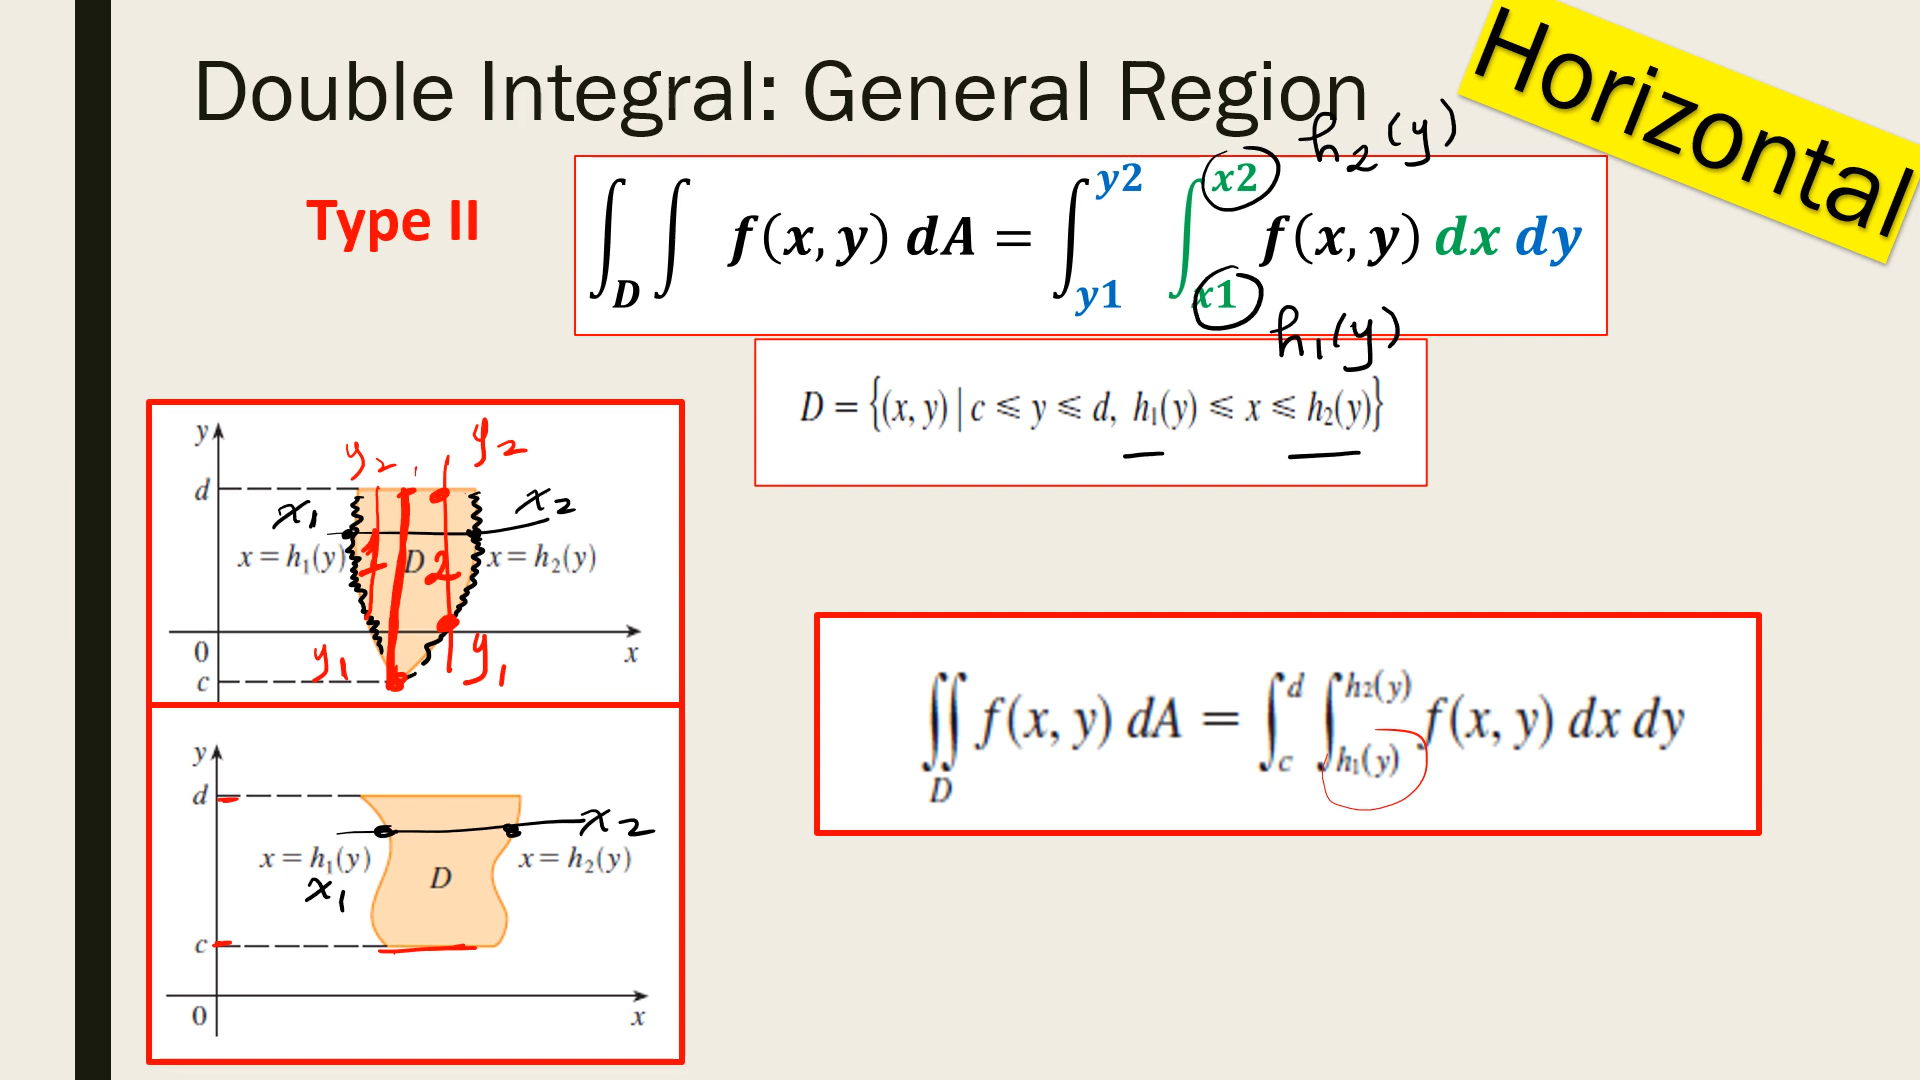 Double Integral: General Region
Horizontal
h₂(y)
Type II
∫_D ∫ f(x, y) dA = ∫_{y1}^{y2} ∫_{x1}^{x2} f(x, y) dx dy
h₁(y)
D = {(x, y) | c ⩽ y ⩽ d, h₁(y) ⩽ x ⩽ h₂(y)}
y
y₂
y₂
d
x₁
x₂
x = h₁(y)
1
D
2
x = h₂(y)
0
x
y₁
y₁
c
∬_D f(x, y) dA = ∫_c^d ∫_{h₁(y)}^{h₂(y)} f(x, y) dx dy
y
d
x₂
x = h₁(y)
x = h₂(y)
x₁
D
c
0
x